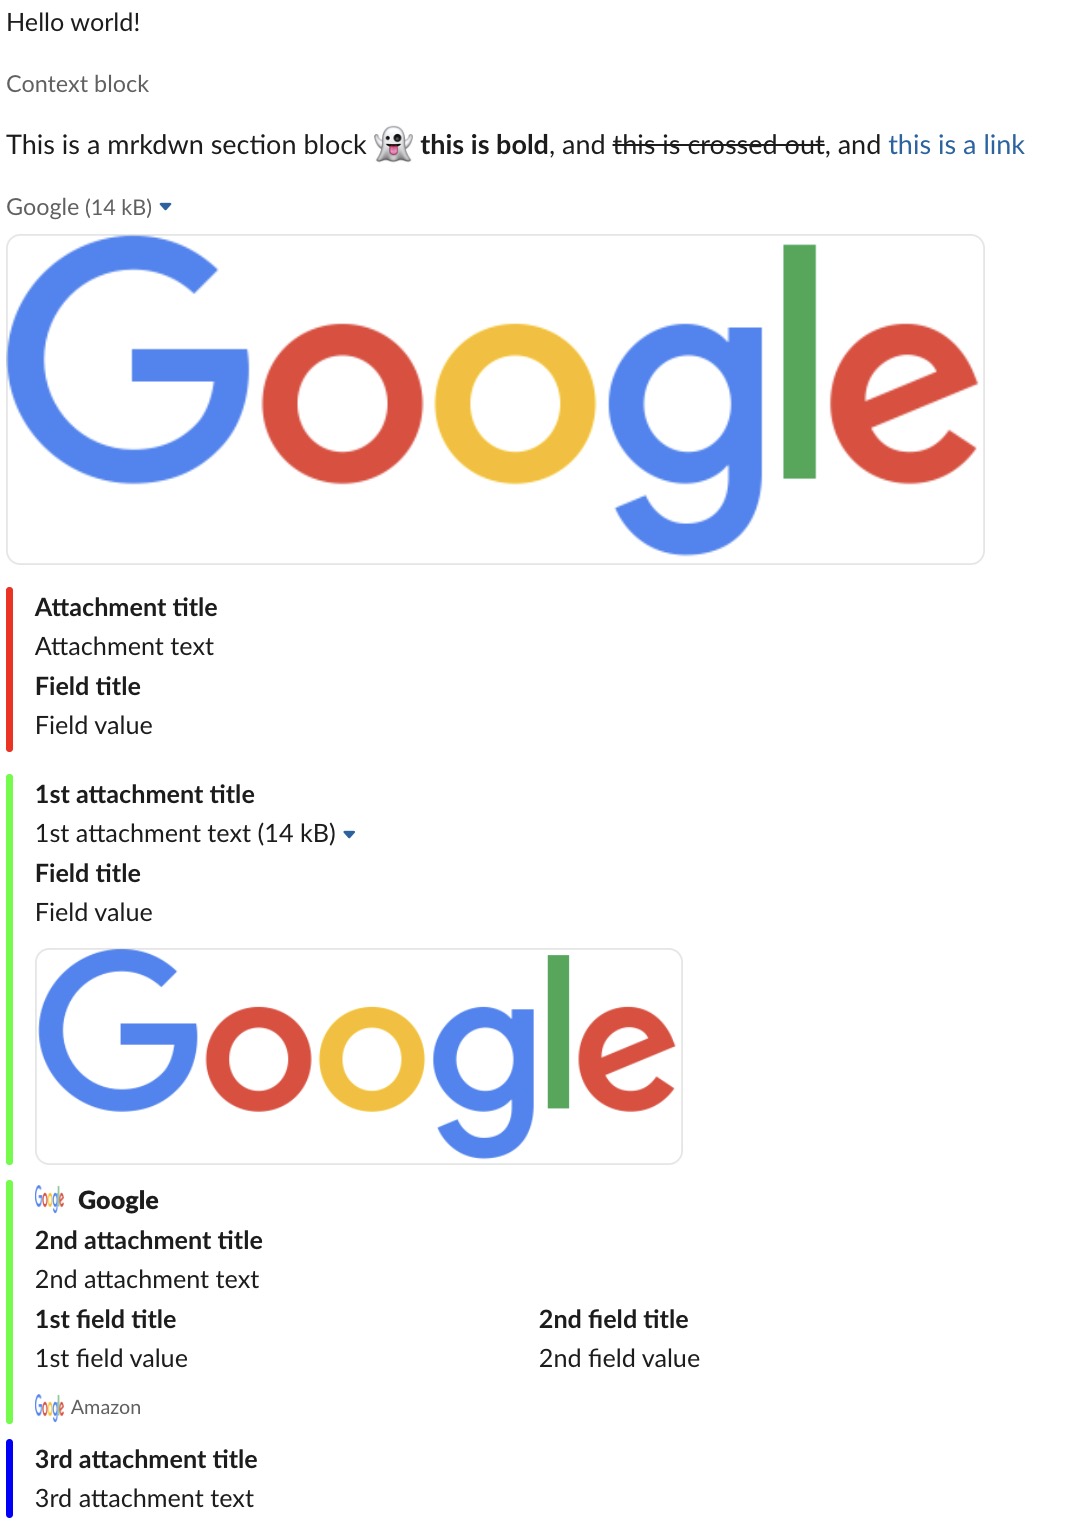 Hello world!
Context block
This is a mrkdwn section block 👻 this is bold, and this is crossed out, and this is a link
Google (14 kB)
Google
Attachment title
Attachment text
Field title
Field value
1st attachment title
1st attachment text (14 kB)
Field title
Field value
Google
Google Google
2nd attachment title
2nd attachment text
1st field title 2nd field title
1st field value 2nd field value
Google Amazon
3rd attachment title
3rd attachment text